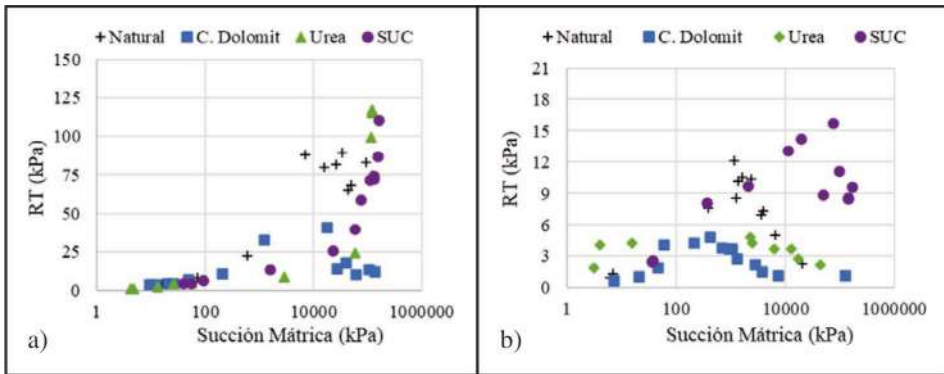 Natural C. Dolomit Urea SUC
150
125
100
75
50
25
0
RT (kPa)
1 100 10000 1000000
Succión Mátrica (kPa)
a)
Natural C. Dolomit Urea SUC
21
18
15
12
9
6
3
0
RT (kPa)
1 100 10000 1000000
Succión Mátrica (kPa)
b)